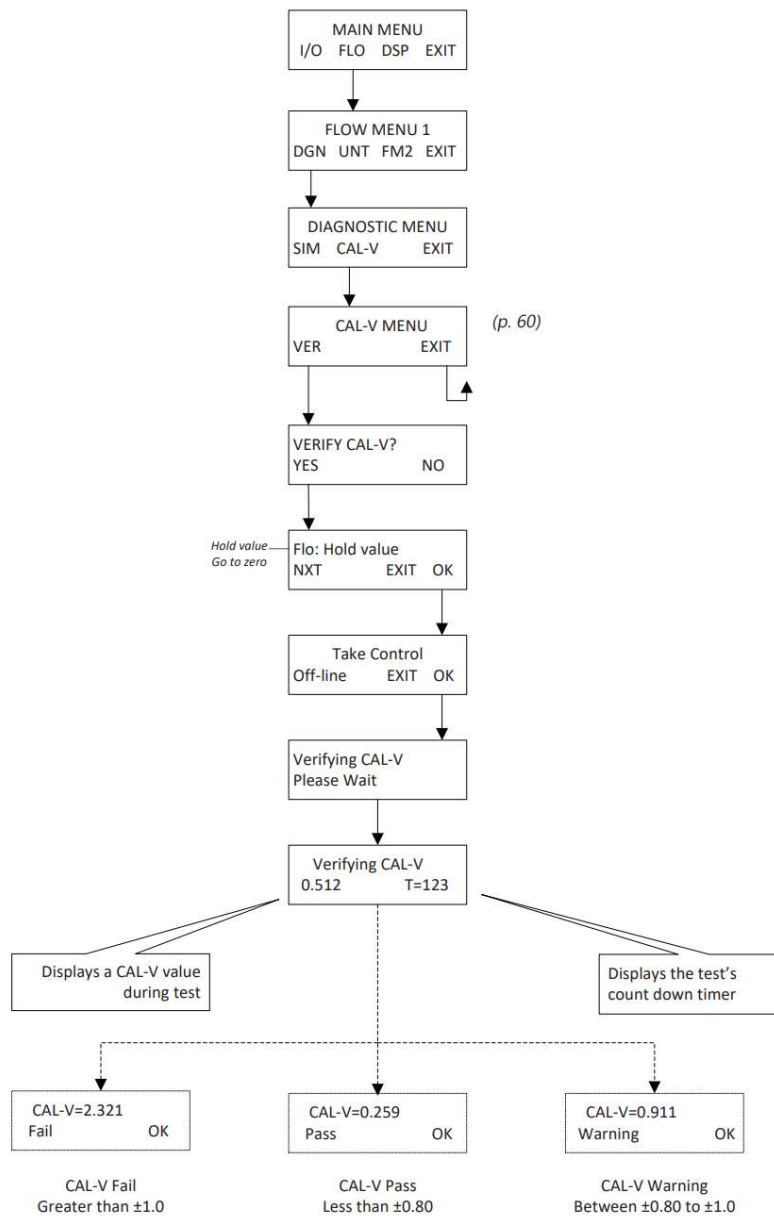 MAIN MENU
I/O FLO DSP EXIT
FLOW MENU 1
DGN UNT FM2 EXIT
DIAGNOSTIC MENU
SIM CAL-V EXIT
CAL-V MENU
VER EXIT
(p. 60)
VERIFY CAL-V?
YES NO
Hold value
Go to zero
Flo: Hold value
NXT EXIT OK
Take Control
Off-line EXIT OK
Verifying CAL-V
Please Wait
Verifying CAL-V
0.512 T=123
Displays a CAL-V value
during test
Displays the test's
count down timer
CAL-V=2.321
Fail OK
CAL-V Fail
Greater than ±1.0
CAL-V=0.259
Pass OK
CAL-V Pass
Less than ±0.80
CAL-V=0.911
Warning OK
CAL-V Warning
Between ±0.80 to ±1.0